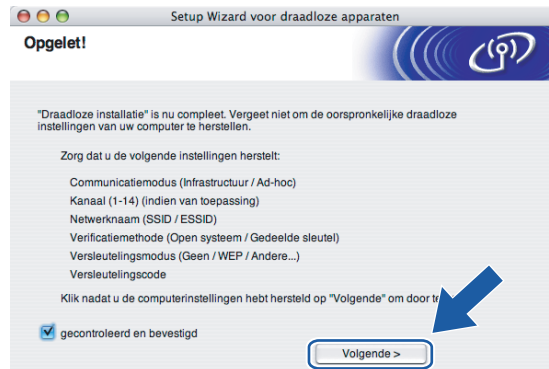 Setup Wizard voor draadloze apparaten
Opgelet!
"Draadloze installatie" is nu compleet. Vergeet niet om de oorspronkelijke draadloze
instellingen van uw computer te herstellen.
Zorg dat u de volgende instellingen herstelt:
Communicatiemodus (Infrastructuur / Ad-hoc)
Kanaal (1-14) (indien van toepassing)
Netwerknaam (SSID / ESSID)
Verificatiemethode (Open systeem / Gedeelde sleutel)
Versleutelingsmodus (Geen / WEP / Andere...)
Versleutelingscode
Klik nadat u de computerinstellingen hebt hersteld op "Volgende" om door
gecontroleerd en bevestigd
Volgende >